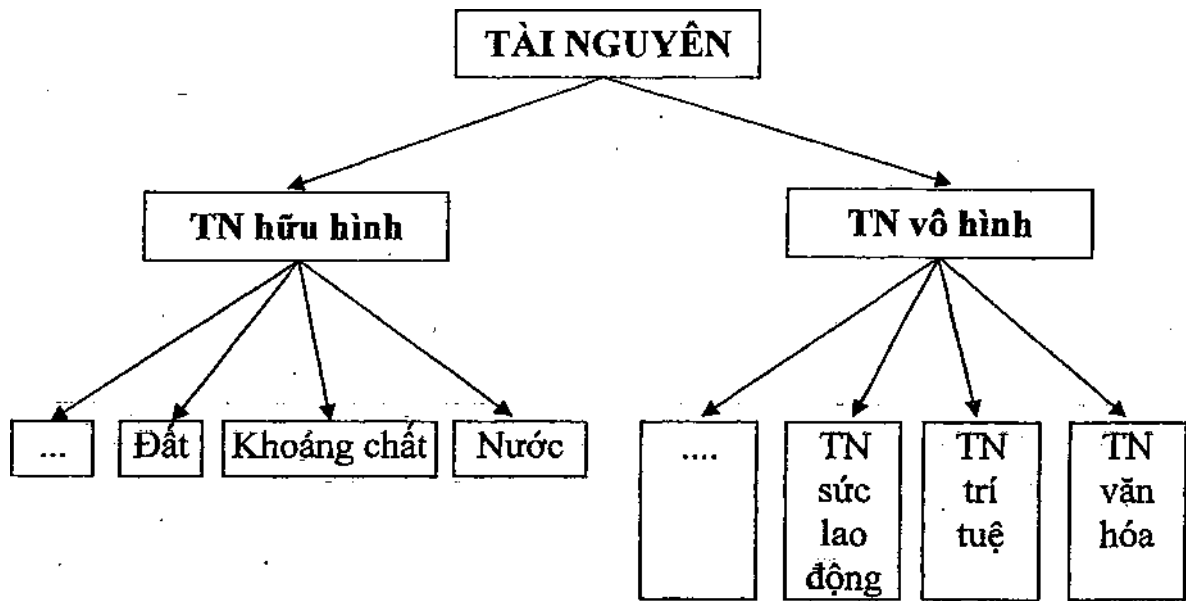 TÀI NGUYÊN
TN hữu hình
TN vô hình
...
Đất
Khoáng chất
Nước
....
TN
sức
lao
động
TN
trí
tuệ
TN
văn
hóa